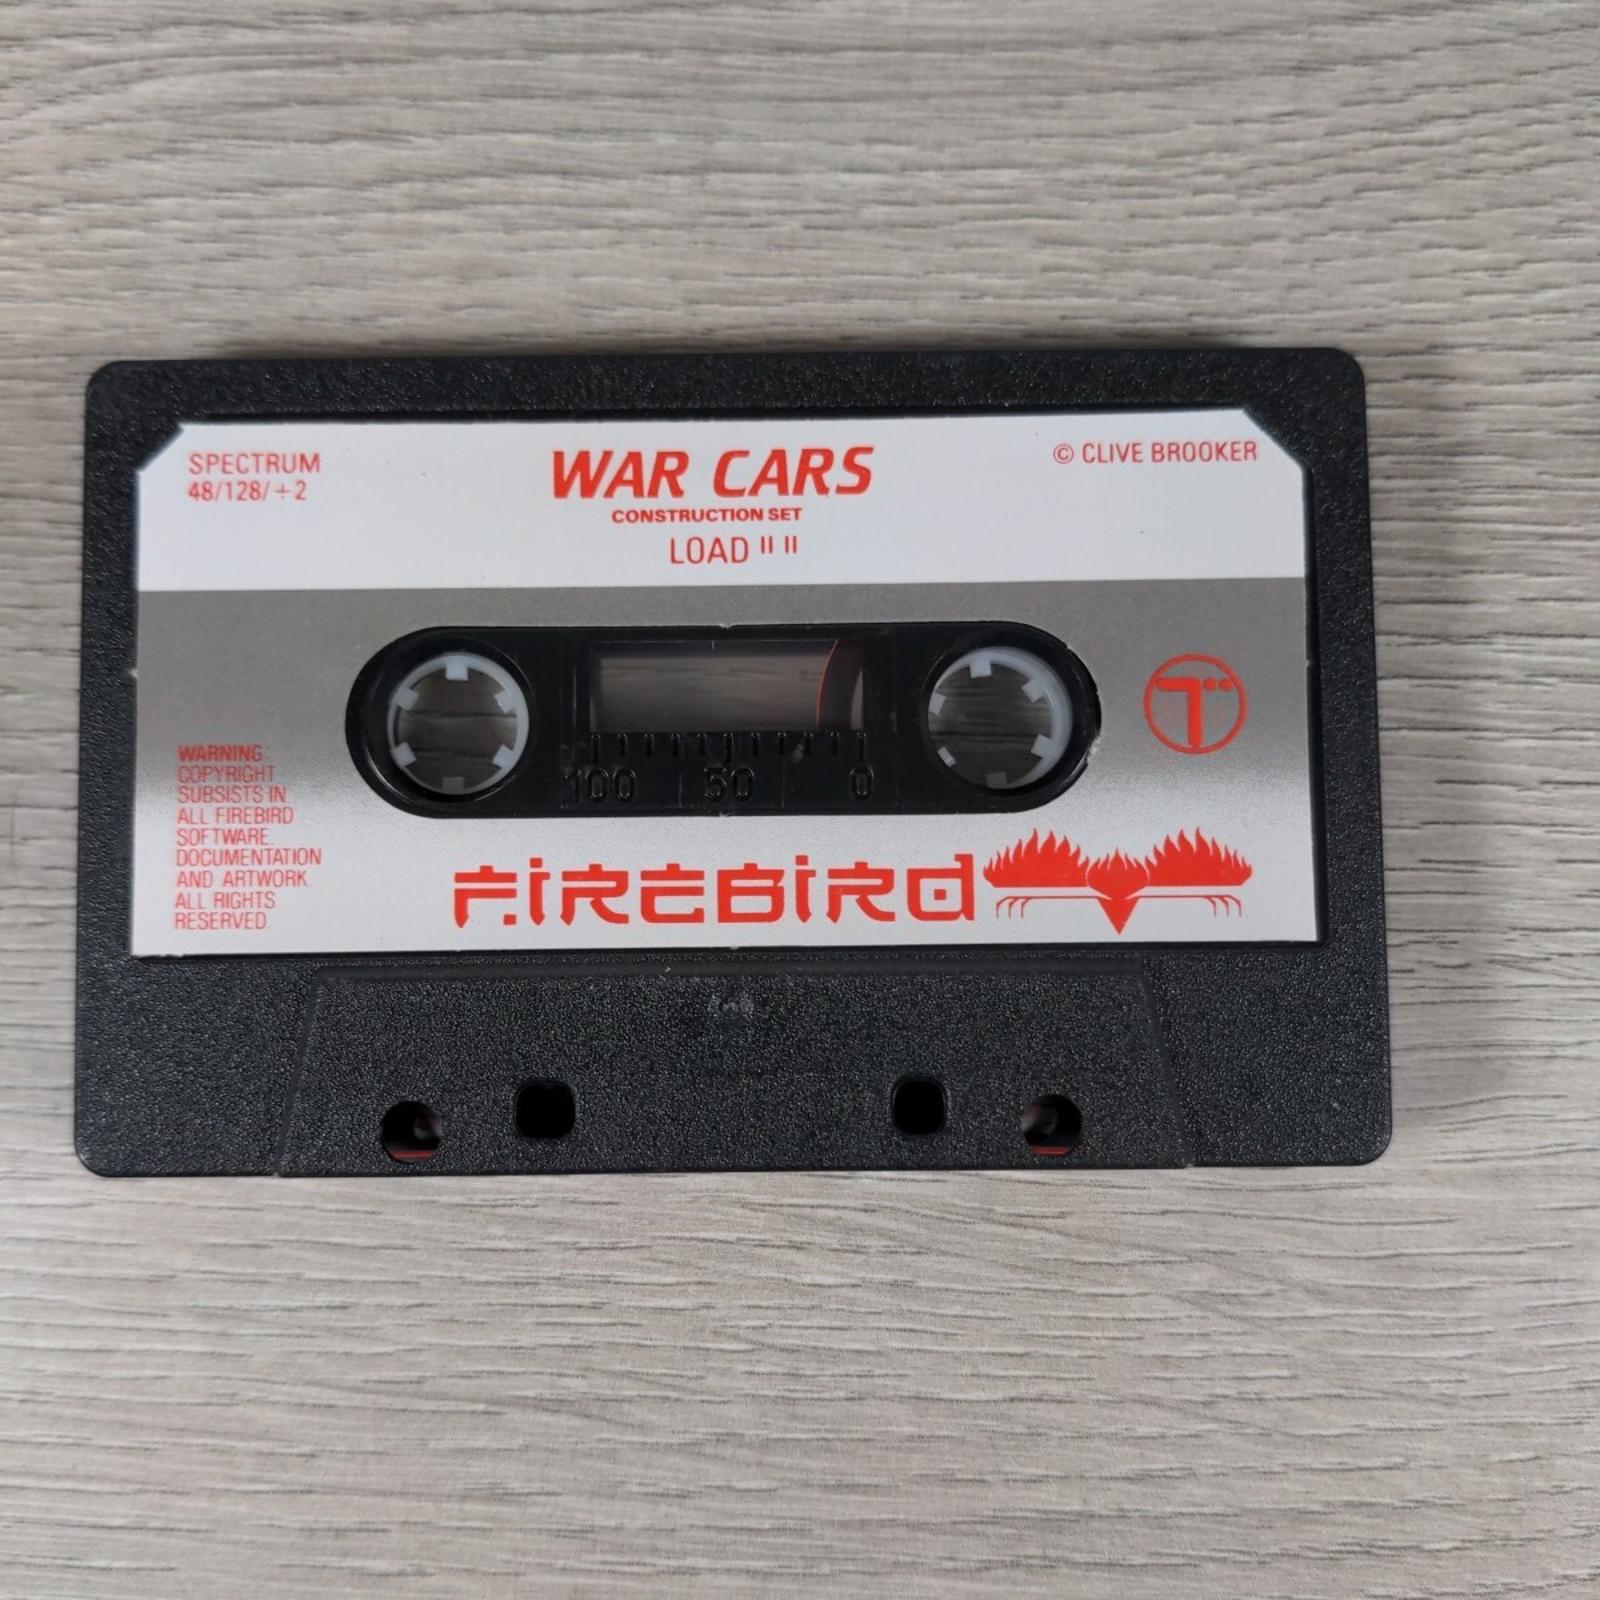 SPECTRUM
48/128/+2
WAR CARS
CONSTRUCTION SET
LOAD " "
© CLIVE BROOKER
100 50 0
WARNING:
COPYRIGHT
SUBSISTS IN
ALL FIREBIRD
SOFTWARE.
DOCUMENTATION
AND ARTWORK.
ALL RIGHTS
RESERVED.
FIREBIRD
T